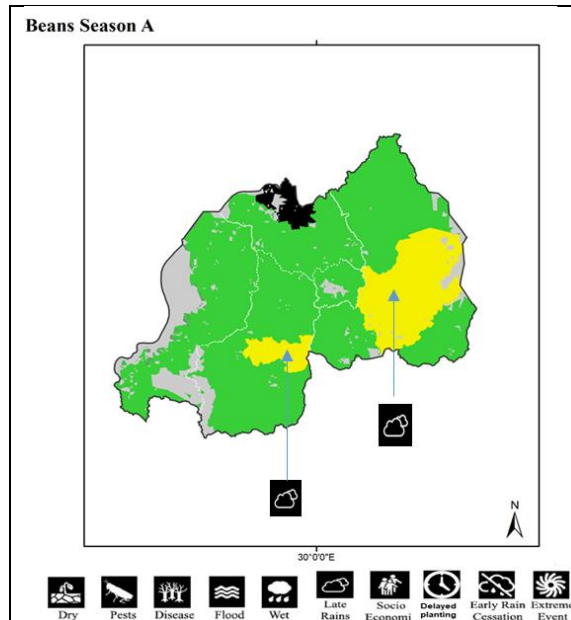 Beans Season A
N
30°0'0"E
Dry
Pests
Disease
Flood
Wet
Late
Rains
Socio
Economi
Delayed
planting
Early Rain
Cessation
Extreme
Event